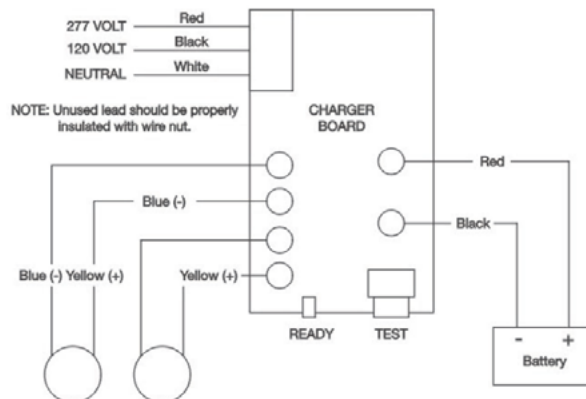 277 VOLT Red
120 VOLT Black
NEUTRAL White
NOTE: Unused lead should be properly
insulated with wire nut.
CHARGER
BOARD
Red
Blue (-)
Black
Blue (-) Yellow (+)
Yellow (+)
READY
TEST
- +
Battery